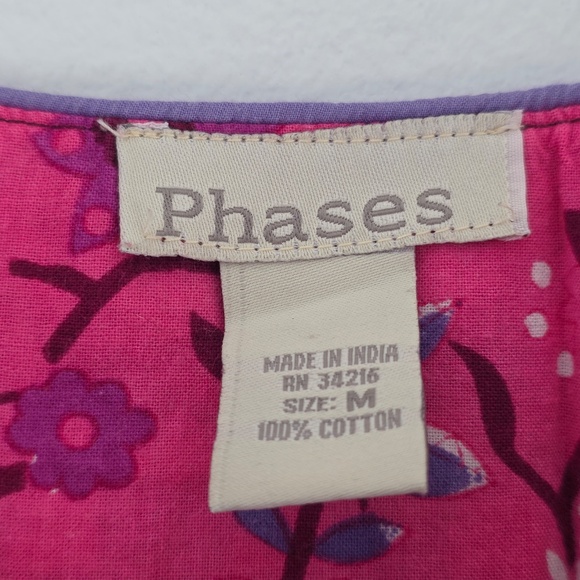 Phases
MADE IN INDIA
RN 34216
SIZE: M
100% COTTON